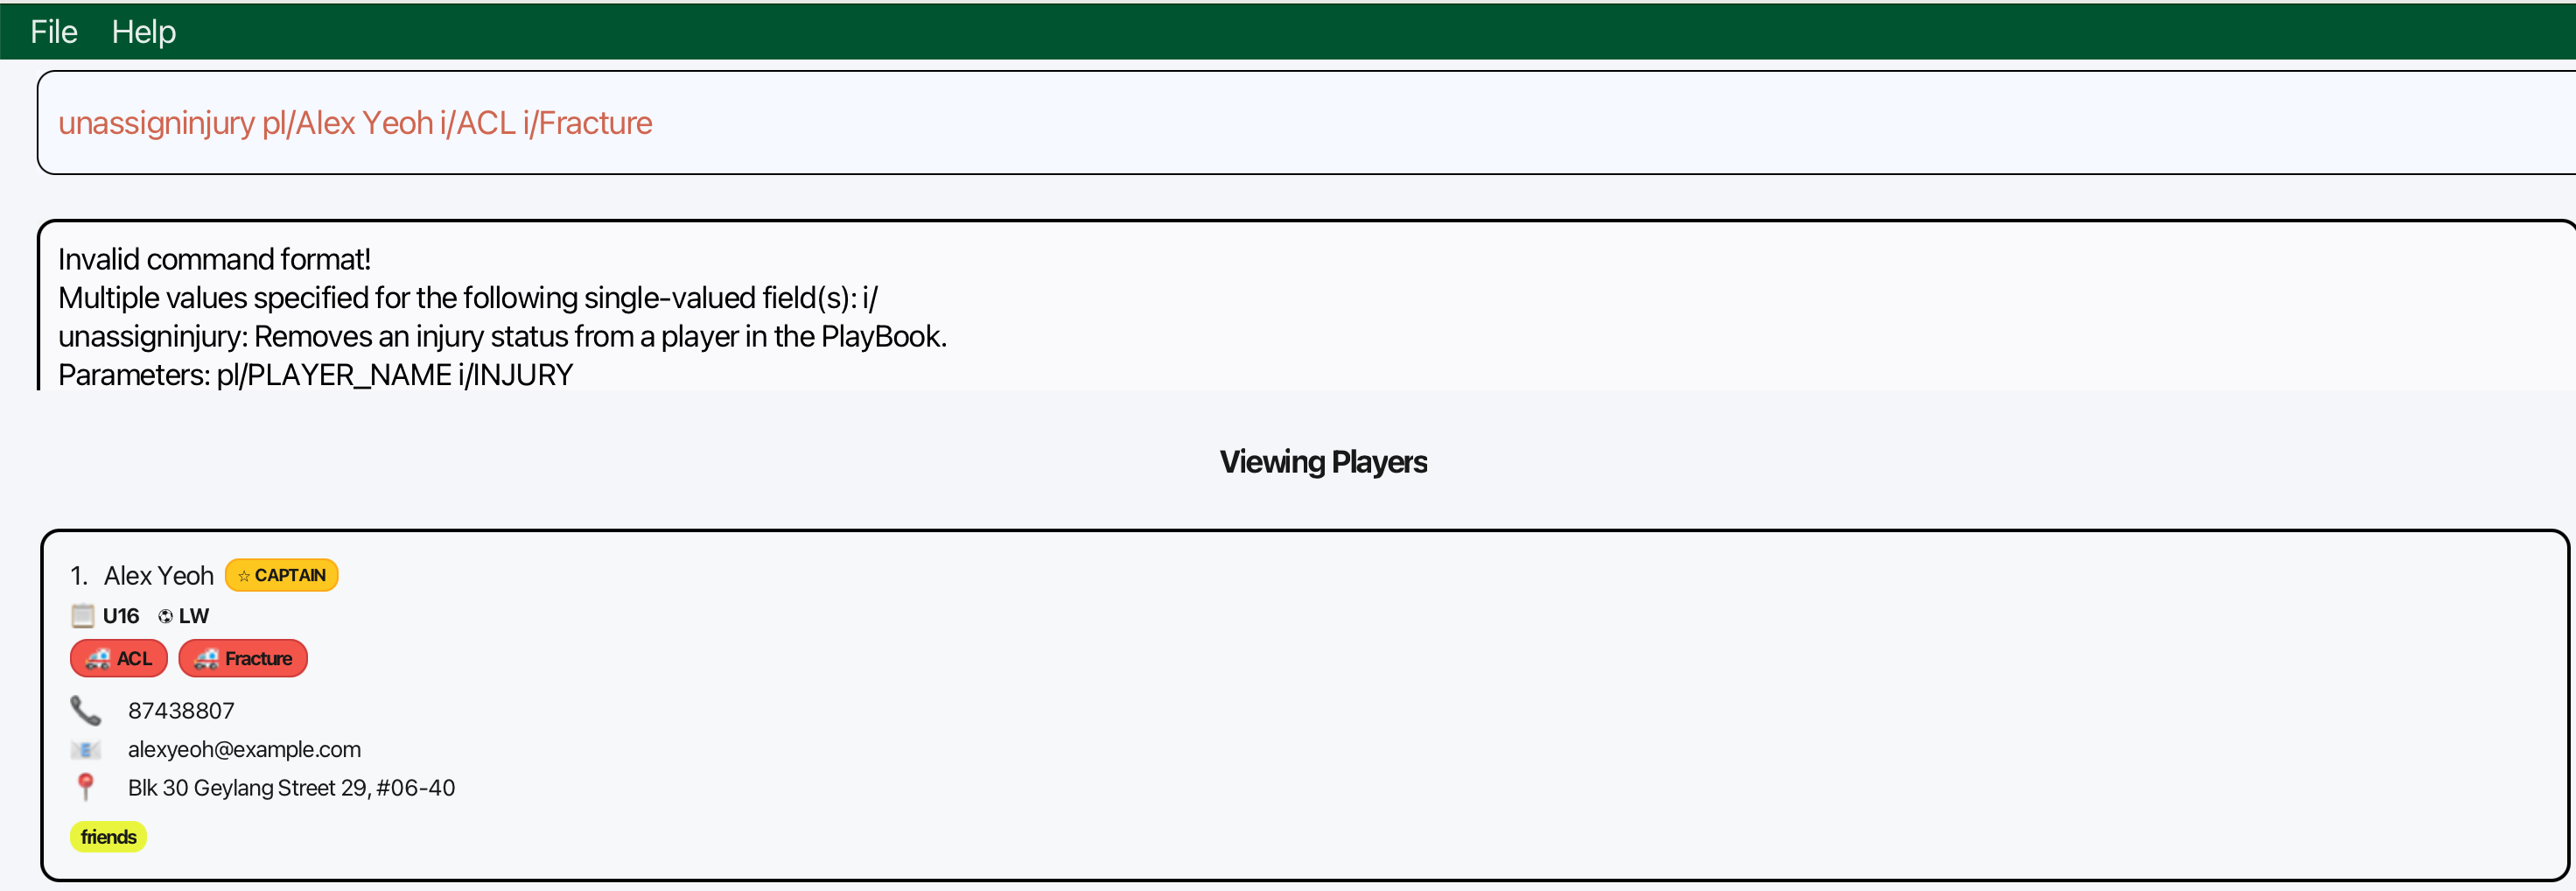 File Help
unassigninjury pl/Alex Yeoh i/ACL i/Fracture
Invalid command format!
Multiple values specified for the following single-valued field(s): i/
unassigninjury: Removes an injury status from a player in the PlayBook.
Parameters: pl/PLAYER_NAME i/INJURY
Viewing Players
1. Alex Yeoh ☆ CAPTAIN
U16 LW
ACL Fracture
87438807
alexyeoh@example.com
Blk 30 Geylang Street 29, #06-40
friends